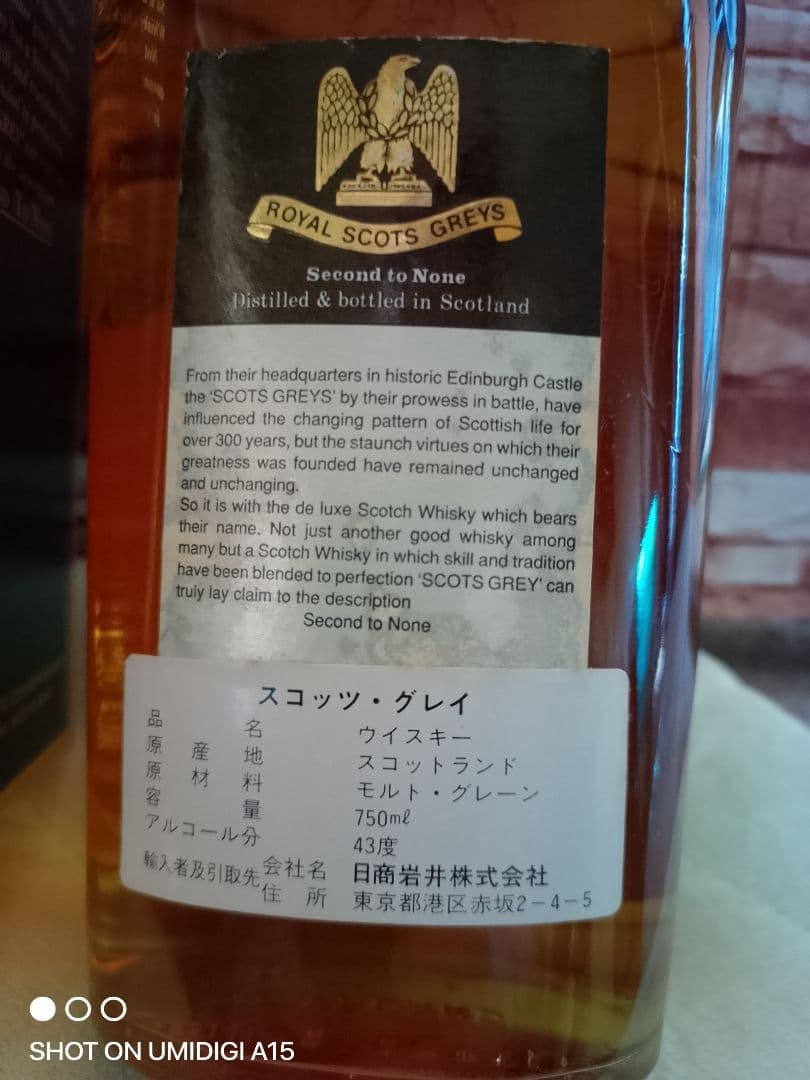 ROYAL SCOTS GREYS
Second to None
Distilled & bottled in Scotland
From their headquarters in historic Edinburgh Castle
the 'SCOTS GREYS' by their prowess in battle, have
influenced the changing pattern of Scottish life for
over 300 years, but the staunch virtues on which their
greatness was founded have remained unchanged
and unchanging.
So it is with the de luxe Scotch Whisky which bears
their name. Not just another good whisky among
many but a Scotch Whisky in which skill and tradition
have been blended to perfection 'SCOTS GREY' can
truly lay claim to the description
Second to None
スコッツ・グレイ
品名 ウイスキー
原産地 スコットランド
原材料 モルト・グレーン
容量 750mℓ
アルコール分 43度
輸入者及引取先 会社名 日商岩井株式会社
住所 東京都港区赤坂2-4-5
SHOT ON UMIDIGI A15